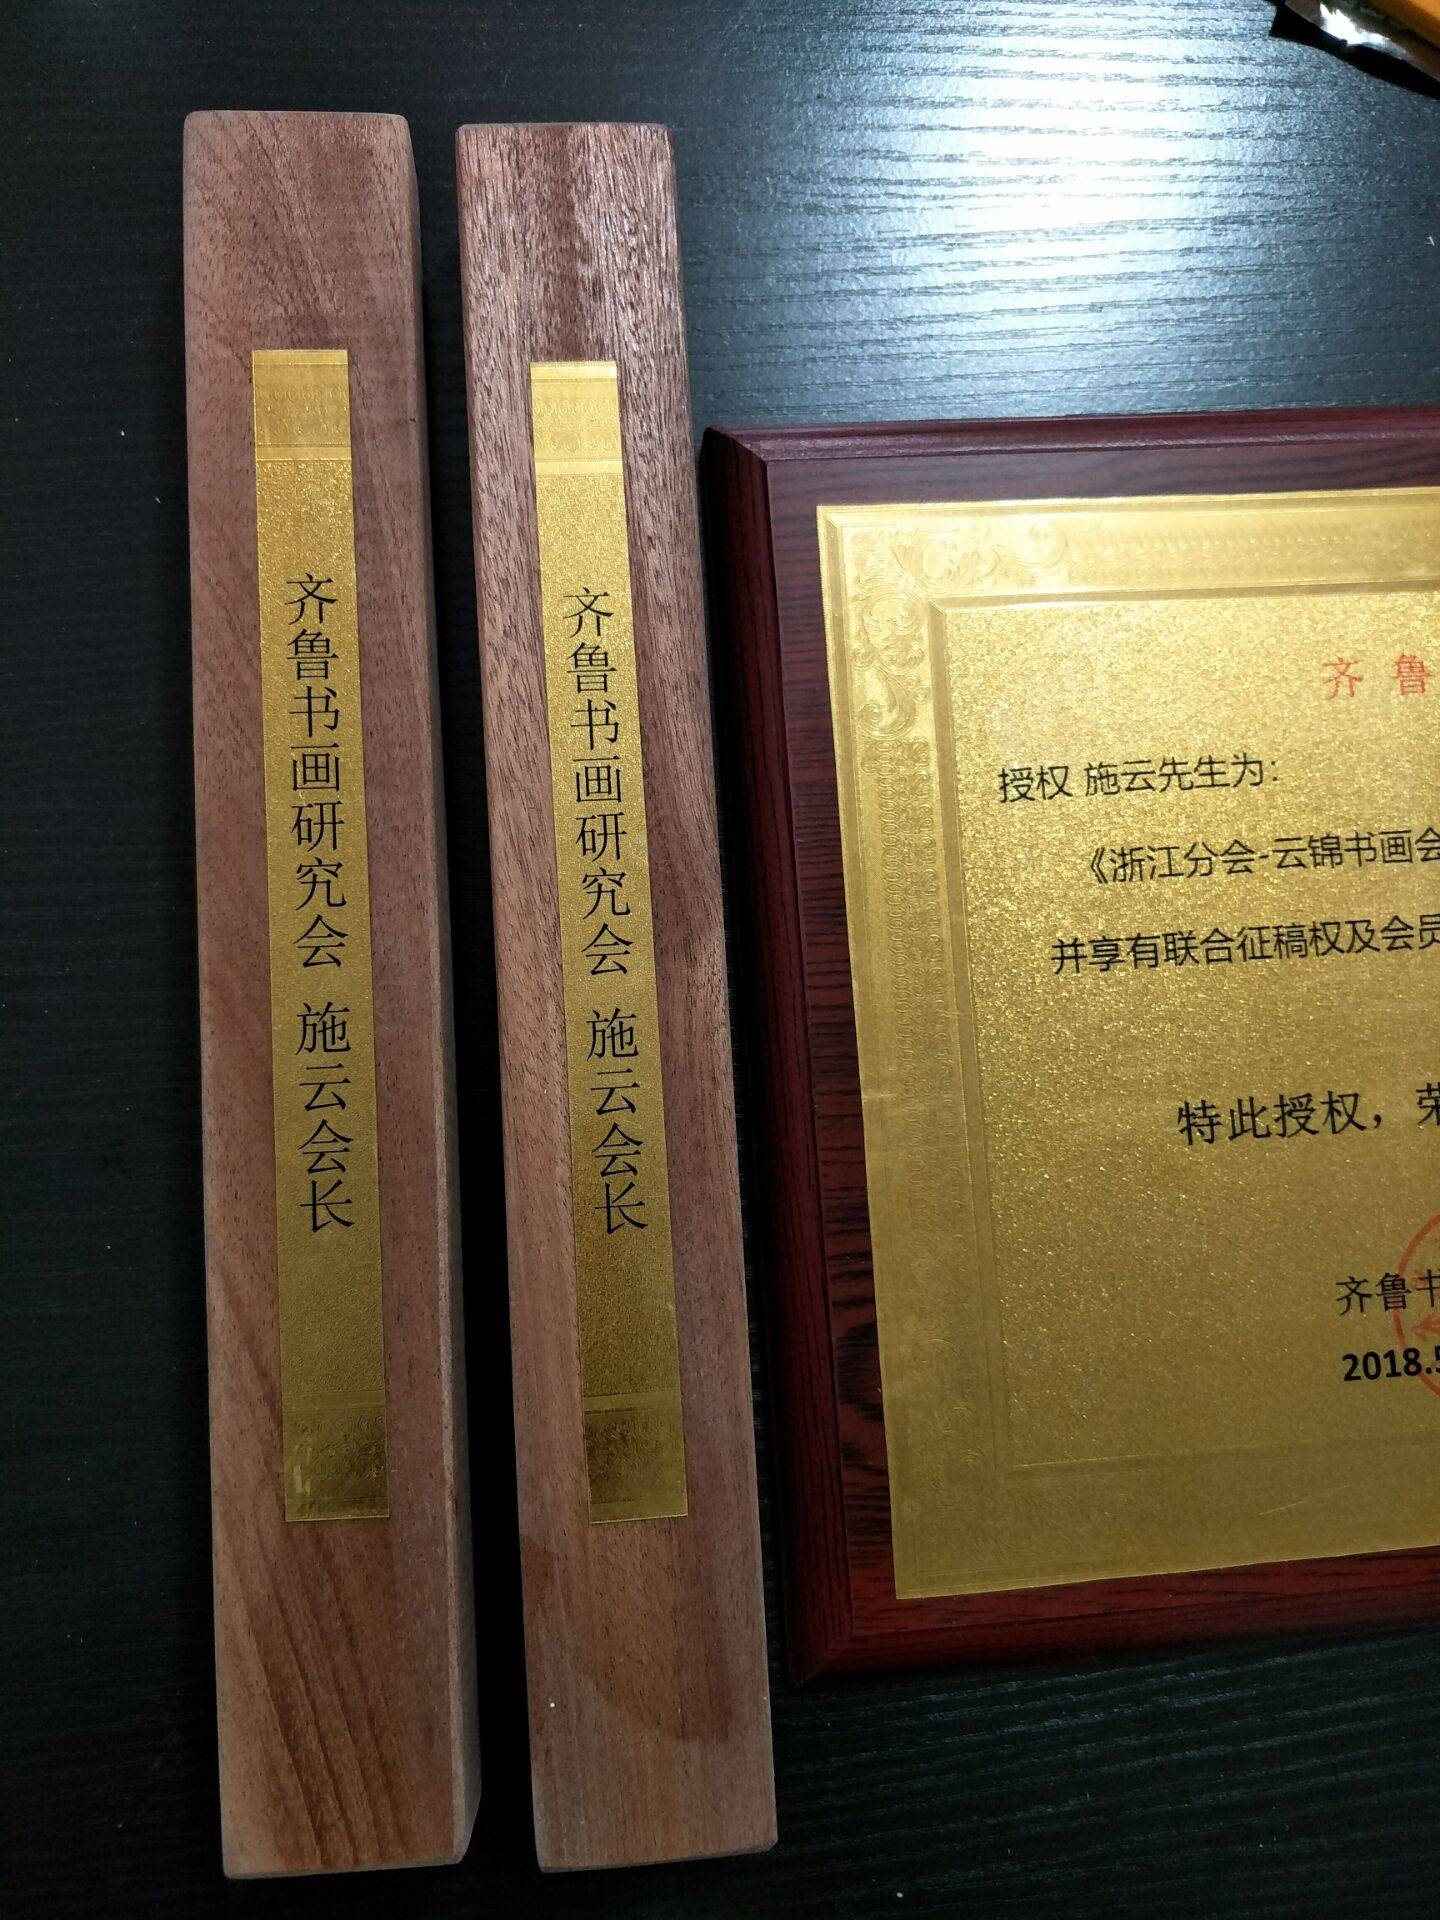 齐鲁书画研究会 施云会长
齐鲁书画研究会 施云会长
齐鲁
授权 施云先生为：
《浙江分会-云锦书画会
并享有联合征稿权及会员
特此授权，荣
齐鲁书
2018.5